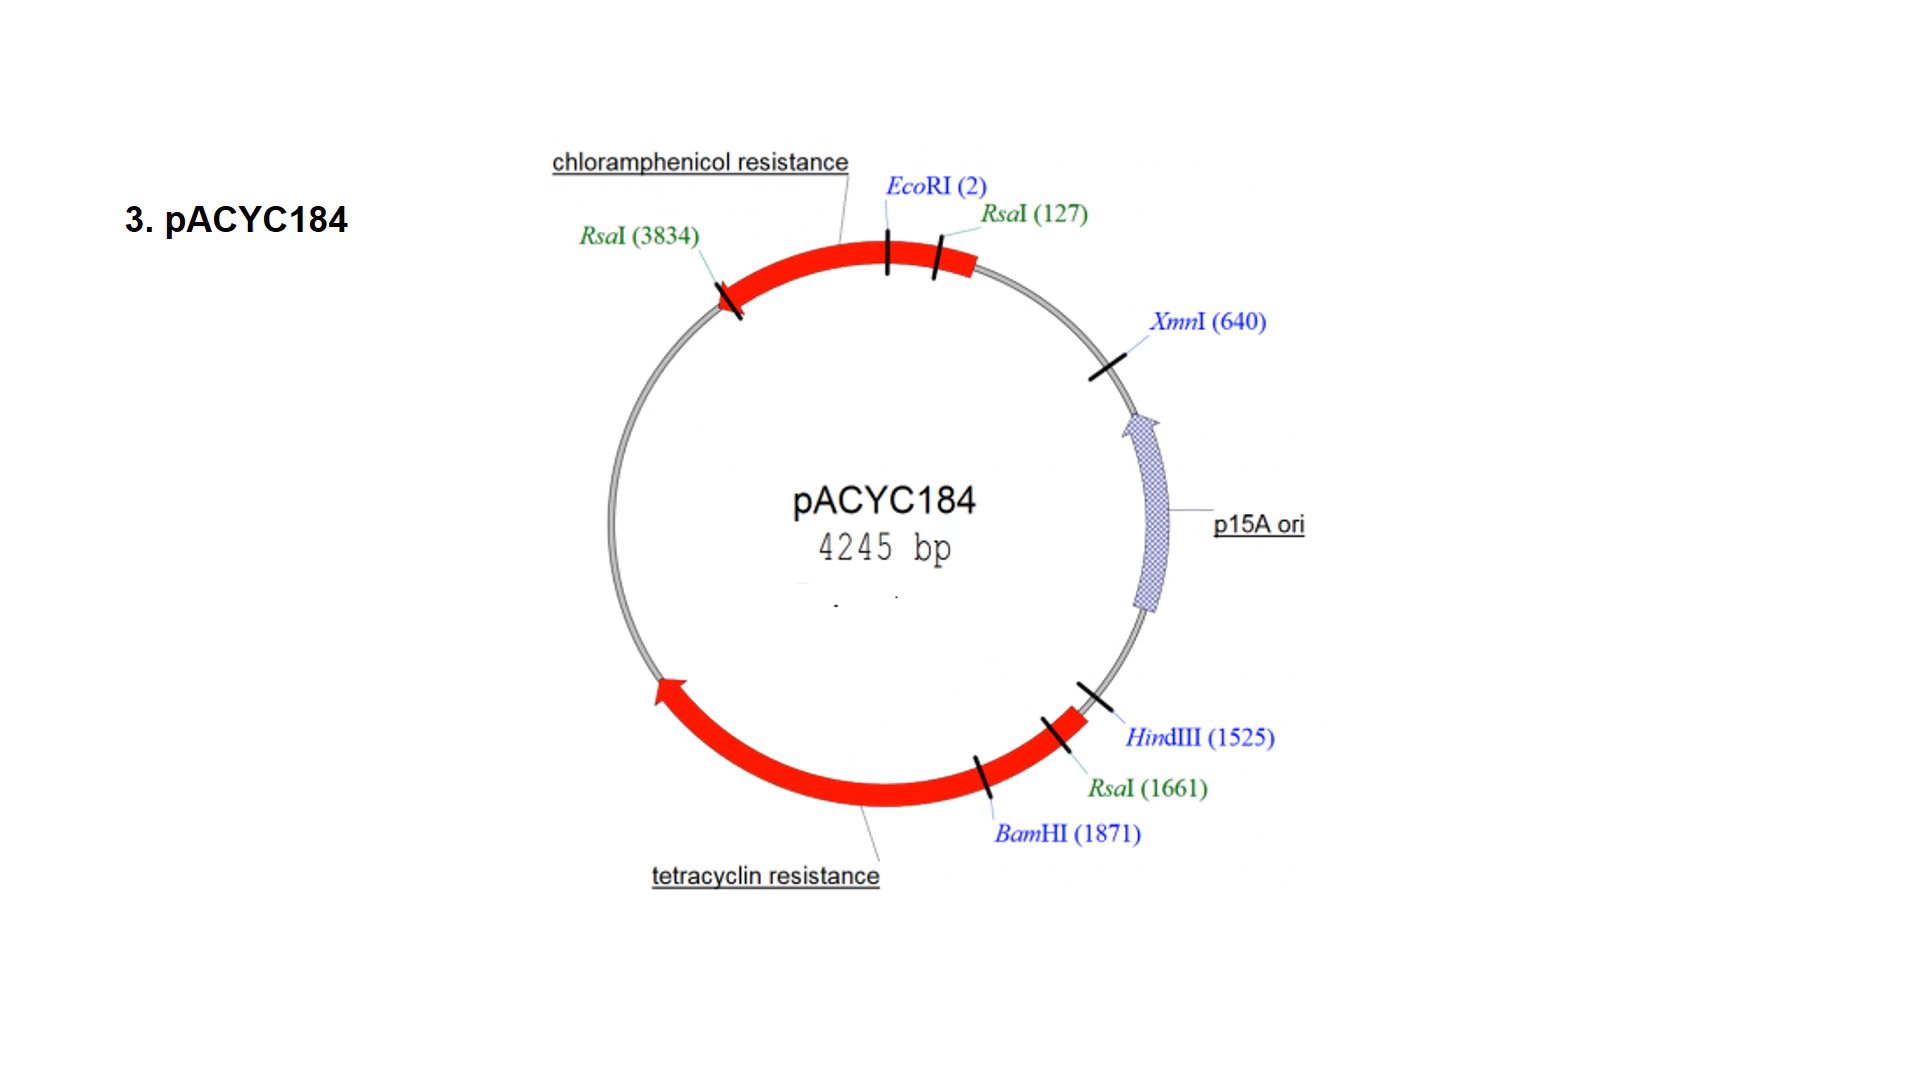 chloramphenicol resistance
EcoRI (2)
RsaI (127)
3. pACYC184
RsaI (3834)
XmnI (640)
pACYC184
4245 bp
p15A ori
HindIII (1525)
RsaI (1661)
BamHI (1871)
tetracyclin resistance